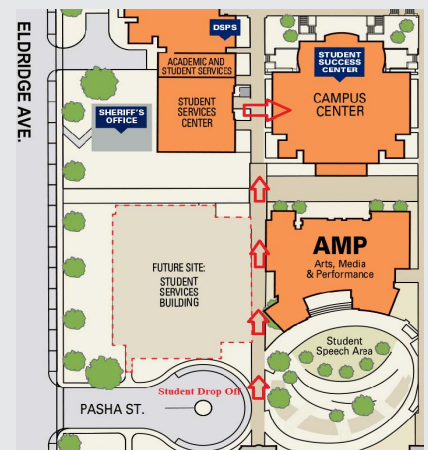 DSPS
ACADEMIC AND
STUDENT SERVICES
STUDENT
SUCCESS
CENTER
CAMPUS
CENTER
STUDENT
SERVICES
CENTER
SHERIFF'S
OFFICE
ELDRIDGE AVE.
AMP
Arts, Media
& Performance
FUTURE SITE:
STUDENT
SERVICES
BUILDING
Student
Speech Area
Student Drop Off
PASHA ST.